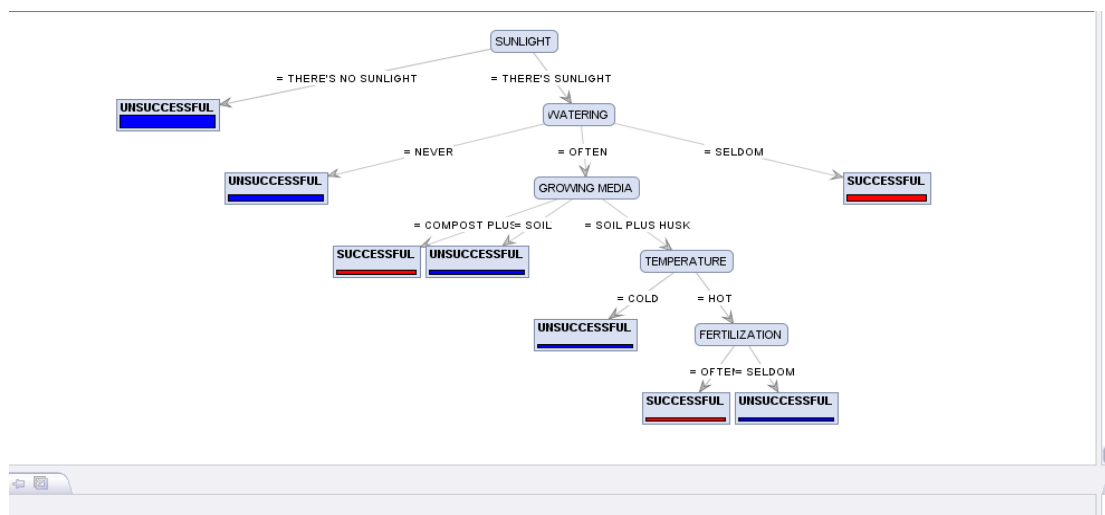 SUNLIGHT
= THERE'S NO SUNLIGHT
= THERE'S SUNLIGHT
UNSUCCESSFUL
WATERING
= NEVER
= OFTEN
= SELDOM
UNSUCCESSFUL
GROWING MEDIA
SUCCESSFUL
= COMPOST PLUS
= SOIL
= SOIL PLUS HUSK
SUCCESSFUL
UNSUCCESSFUL
TEMPERATURE
= COLD
= HOT
UNSUCCESSFUL
FERTILIZATION
= OFTEN
= SELDOM
SUCCESSFUL
UNSUCCESSFUL